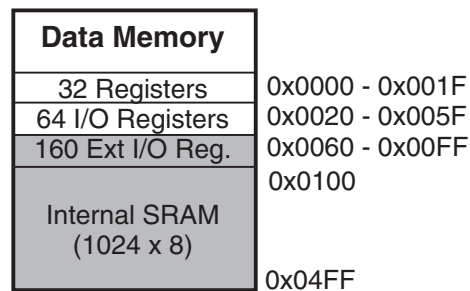 Data Memory
32 Registers 0x0000 - 0x001F
64 I/O Registers 0x0020 - 0x005F
160 Ext I/O Reg. 0x0060 - 0x00FF
0x0100
Internal SRAM
(1024 x 8)
0x04FF